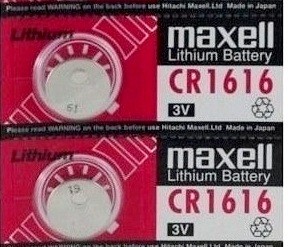 Please read WARNING on the back before use Hitachi Maxell.Ltd Made in Japan
Lithium
maxell
Lithium Battery
CR1616
3V
61
Please read WARNING on the back before use Hitachi Maxell.Ltd Made in Japan
Lithium
maxell
Lithium Battery
CR1616
3V